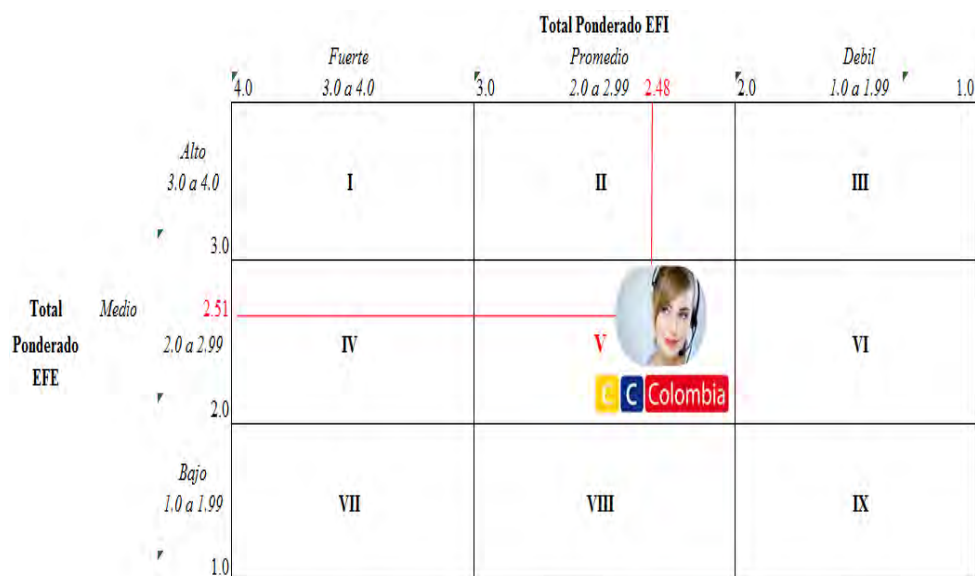 Total Ponderado EFI
Fuerte Promedio Debil
4.0 3.0 a 4.0 3.0 2.0 a 2.99 2.48 2.0 1.0 a 1.99 1.0
Alto
3.0 a 4.0
I II III
3.0
Total Ponderado EFE
Medio
2.51
2.0 a 2.99
IV V VI
C C Colombia
2.0
Bajo
1.0 a 1.99
VII VIII IX
1.0